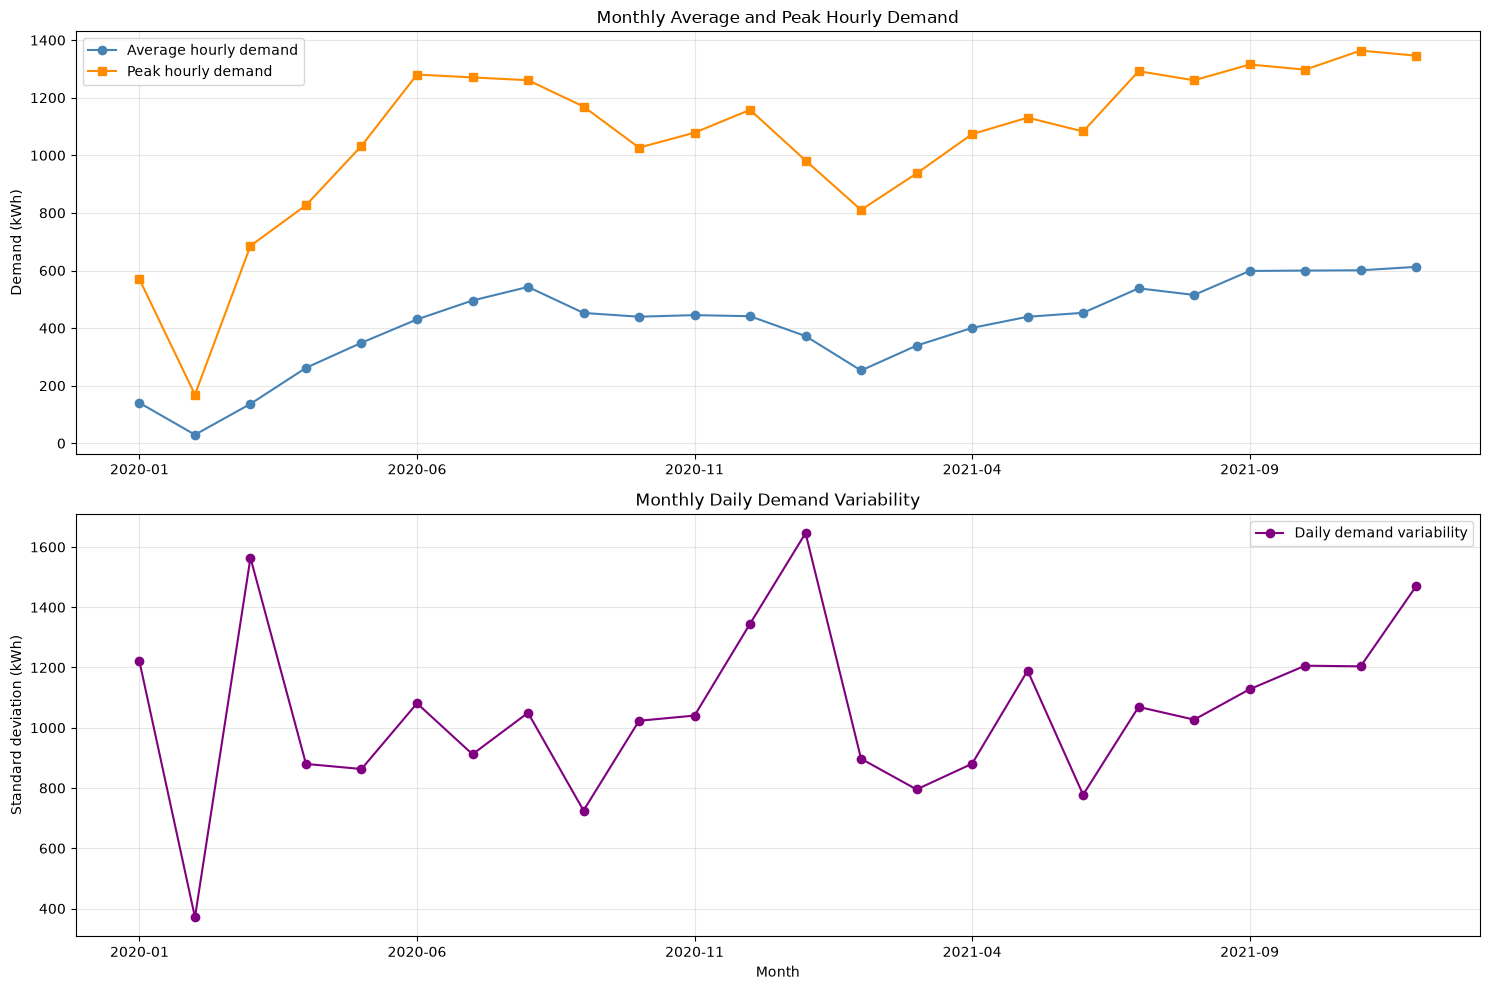 Monthly Average and Peak Hourly Demand
Average hourly demand
Peak hourly demand
Demand (kWh)
1400
1200
1000
800
600
400
200
0
2020-01 2020-06 2020-11 2021-04 2021-09
Monthly Daily Demand Variability
Daily demand variability
Standard deviation (kWh)
1600
1400
1200
1000
800
600
400
2020-01 2020-06 2020-11 2021-04 2021-09
Month